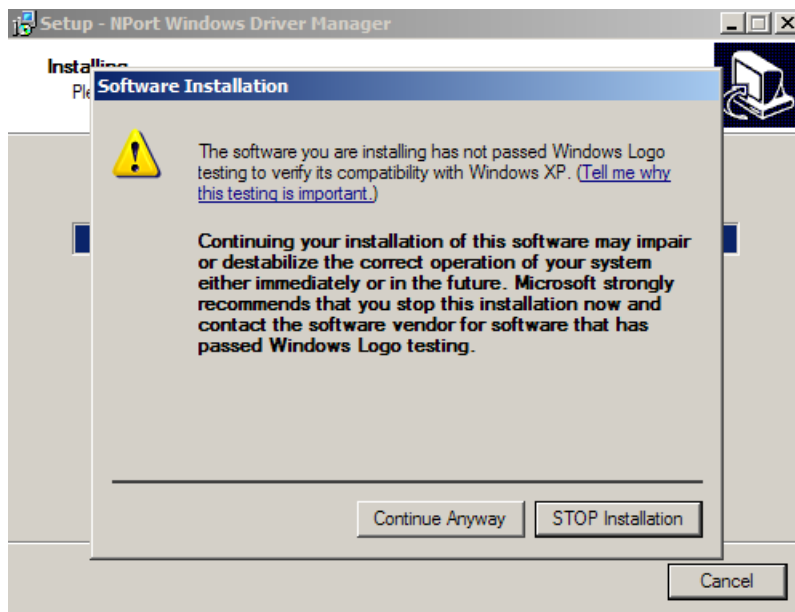 Setup - NPort Windows Driver Manager
Installing
Software Installation
The software you are installing has not passed Windows Logo
testing to verify its compatibility with Windows XP. (Tell me why
this testing is important.)
Continuing your installation of this software may impair
or destabilize the correct operation of your system
either immediately or in the future. Microsoft strongly
recommends that you stop this installation now and
contact the software vendor for software that has
passed Windows Logo testing.
Continue Anyway
STOP Installation
Cancel